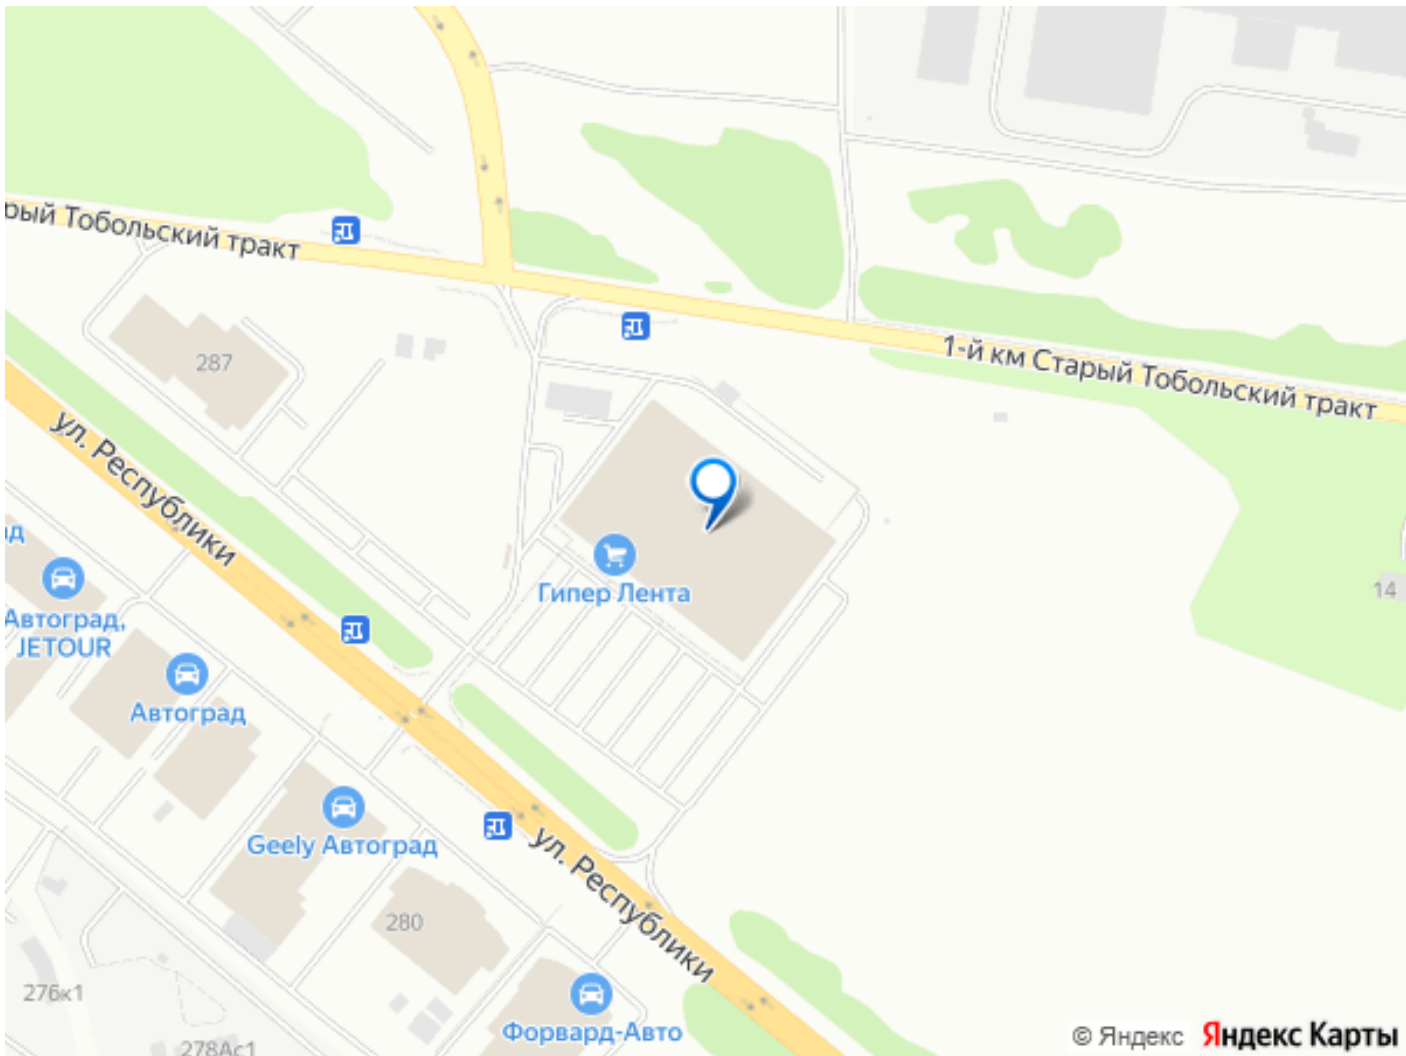 рый Тобольский тракт
1-й км Старый Тобольский тракт
287
ул. Республики
ад
Гипер Лента
14
Автоград,
JETOUR
Автоград
Geely Автоград
ул. Республики
280
276к1
Форвард-Авто
278Ас1
© Яндекс Яндекс Карты